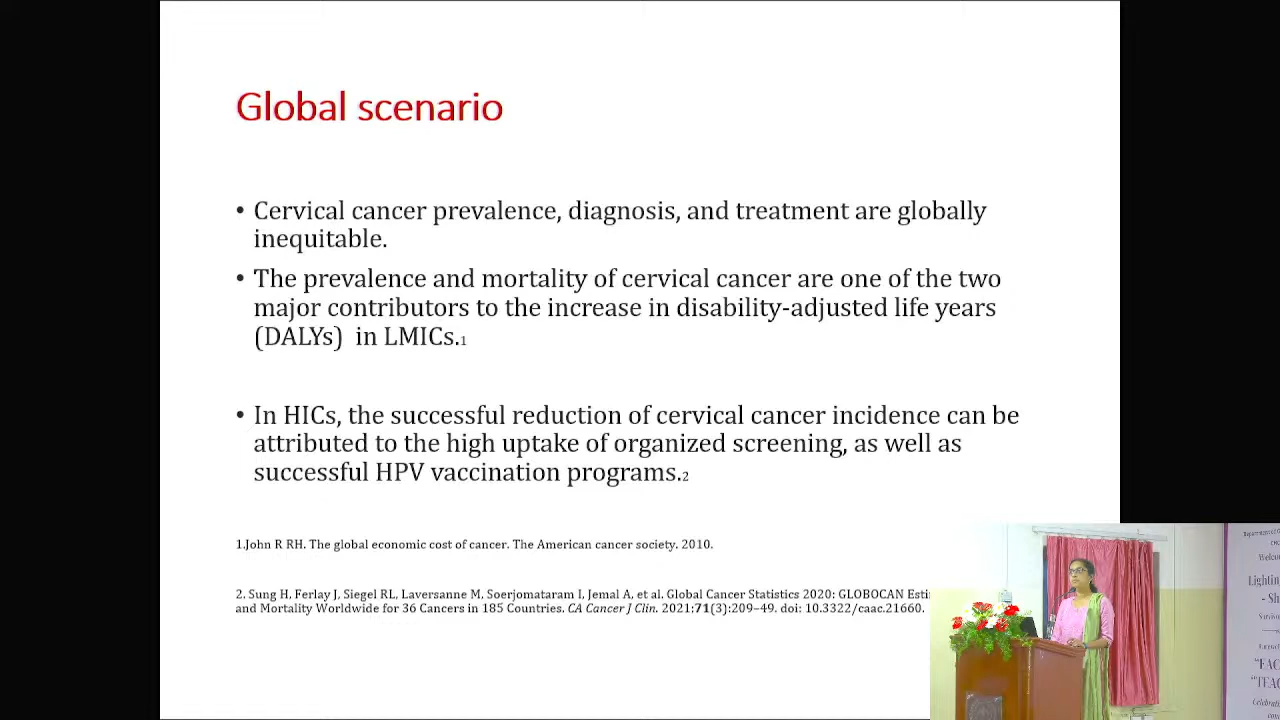 Global scenario
• Cervical cancer prevalence, diagnosis, and treatment are globally
inequitable.
• The prevalence and mortality of cervical cancer are one of the two
major contributors to the increase in disability-adjusted life years
(DALYs) in LMICs.1
• In HICs, the successful reduction of cervical cancer incidence can be
attributed to the high uptake of organized screening, as well as
successful HPV vaccination programs.2
1.John R RH. The global economic cost of cancer. The American cancer society. 2010.
2. Sung H, Ferlay J, Siegel RL, Laversanne M, Soerjomataram I, Jemal A, et al. Global Cancer Statistics 2020: GLOBOCAN
and Mortality Worldwide for 36 Cancers in 185 Countries. CA Cancer J Clin. 2021:71(3):209–49. doi: 10.3322/caac.21660.
Lighting